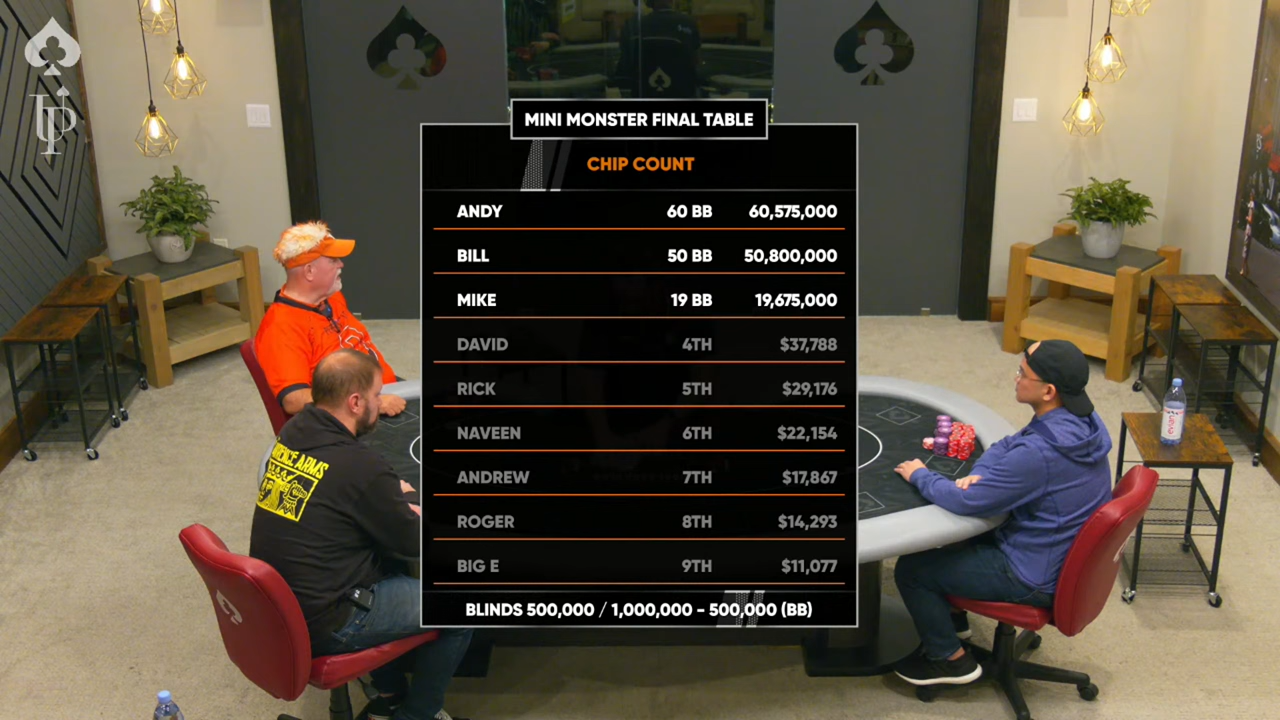 UP
MINI MONSTER FINAL TABLE
CHIP COUNT
ANDY 60 BB 60,575,000
BILL 50 BB 50,800,000
MIKE 19 BB 19,675,000
DAVID 4TH $37,788
RICK 5TH $29,176
NAVEEN 6TH $22,154
ANDREW 7TH $17,867
ROGER 8TH $14,293
BIG E 9TH $11,077
BLINDS 500,000 / 1,000,000 - 500,000 (BB)
ARMS
evian